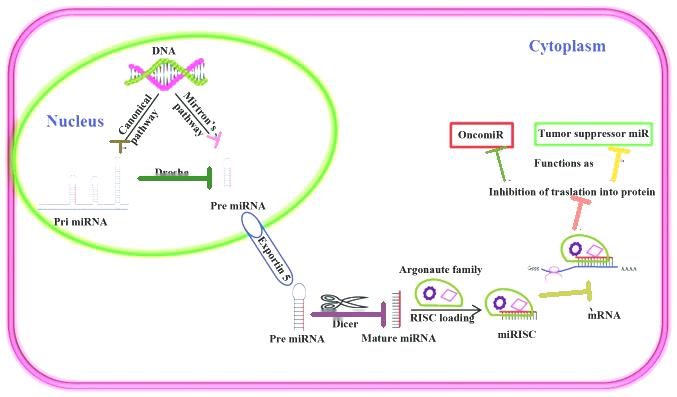 Cytoplasm
DNA
Nucleus
Canonical
pathway
Mirtron's
pathway
Drosha
Pri miRNA
Pre miRNA
Exportin 5
OncomiR
Tumor suppressor miR
Functions as
Inhibition of traslation into protein
Argonaute family
Gppp
AAAA
RISC loading
mRNA
Dicer
Pre miRNA
Mature miRNA
miRISC